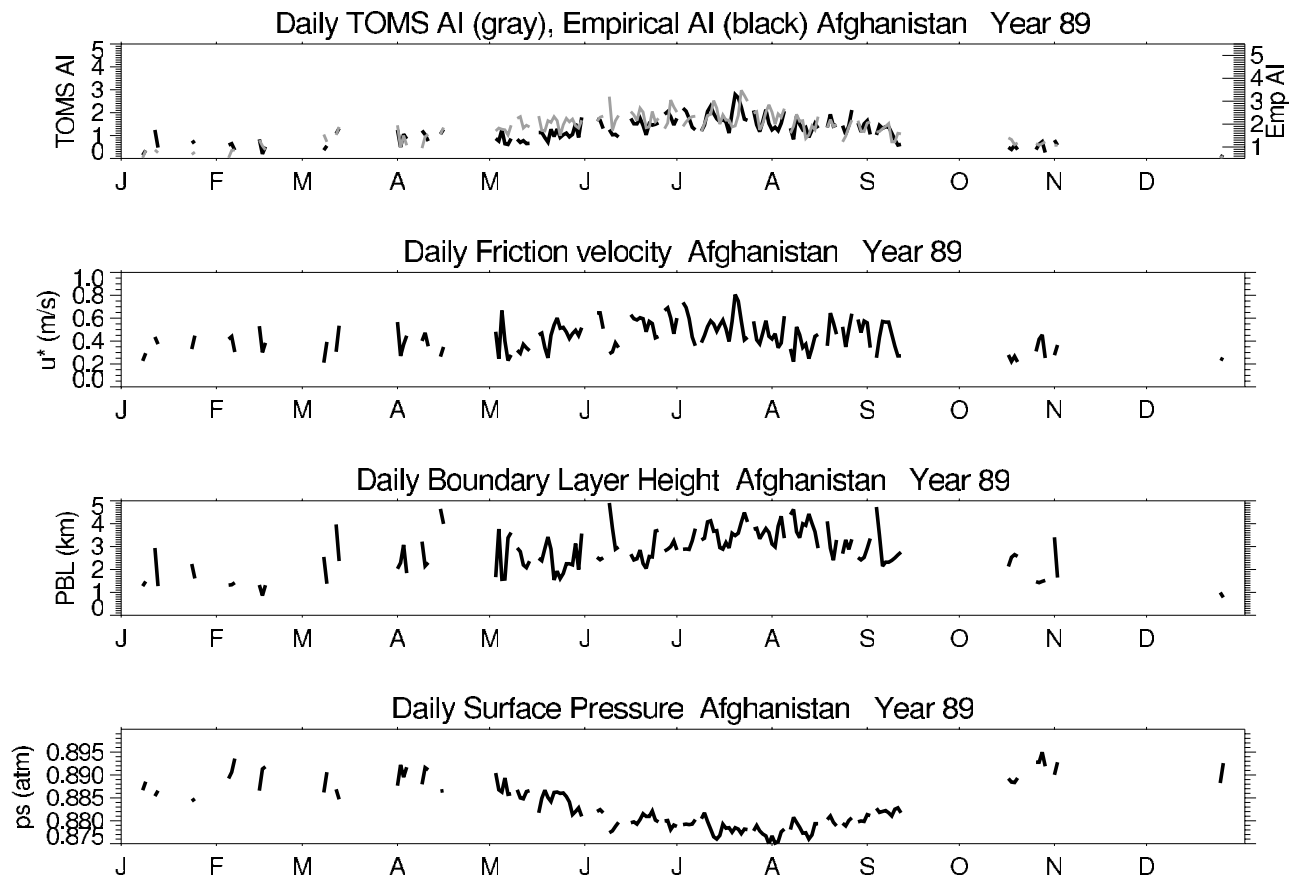 Daily TOMS AI (gray), Empirical AI (black) Afghanistan Year 89
TOMS AI
5
4
3
2
1
0
5
4
3
2
1
Emp AI
J F M A M J J A S O N D
Daily Friction velocity Afghanistan Year 89
u* (m/s)
1.0
0.8
0.6
0.4
0.2
0.0
J F M A M J J A S O N D
Daily Boundary Layer Height Afghanistan Year 89
PBL (km)
5
4
3
2
1
0
J F M A M J J A S O N D
Daily Surface Pressure Afghanistan Year 89
ps (atm)
0.895
0.890
0.885
0.880
0.875
J F M A M J J A S O N D